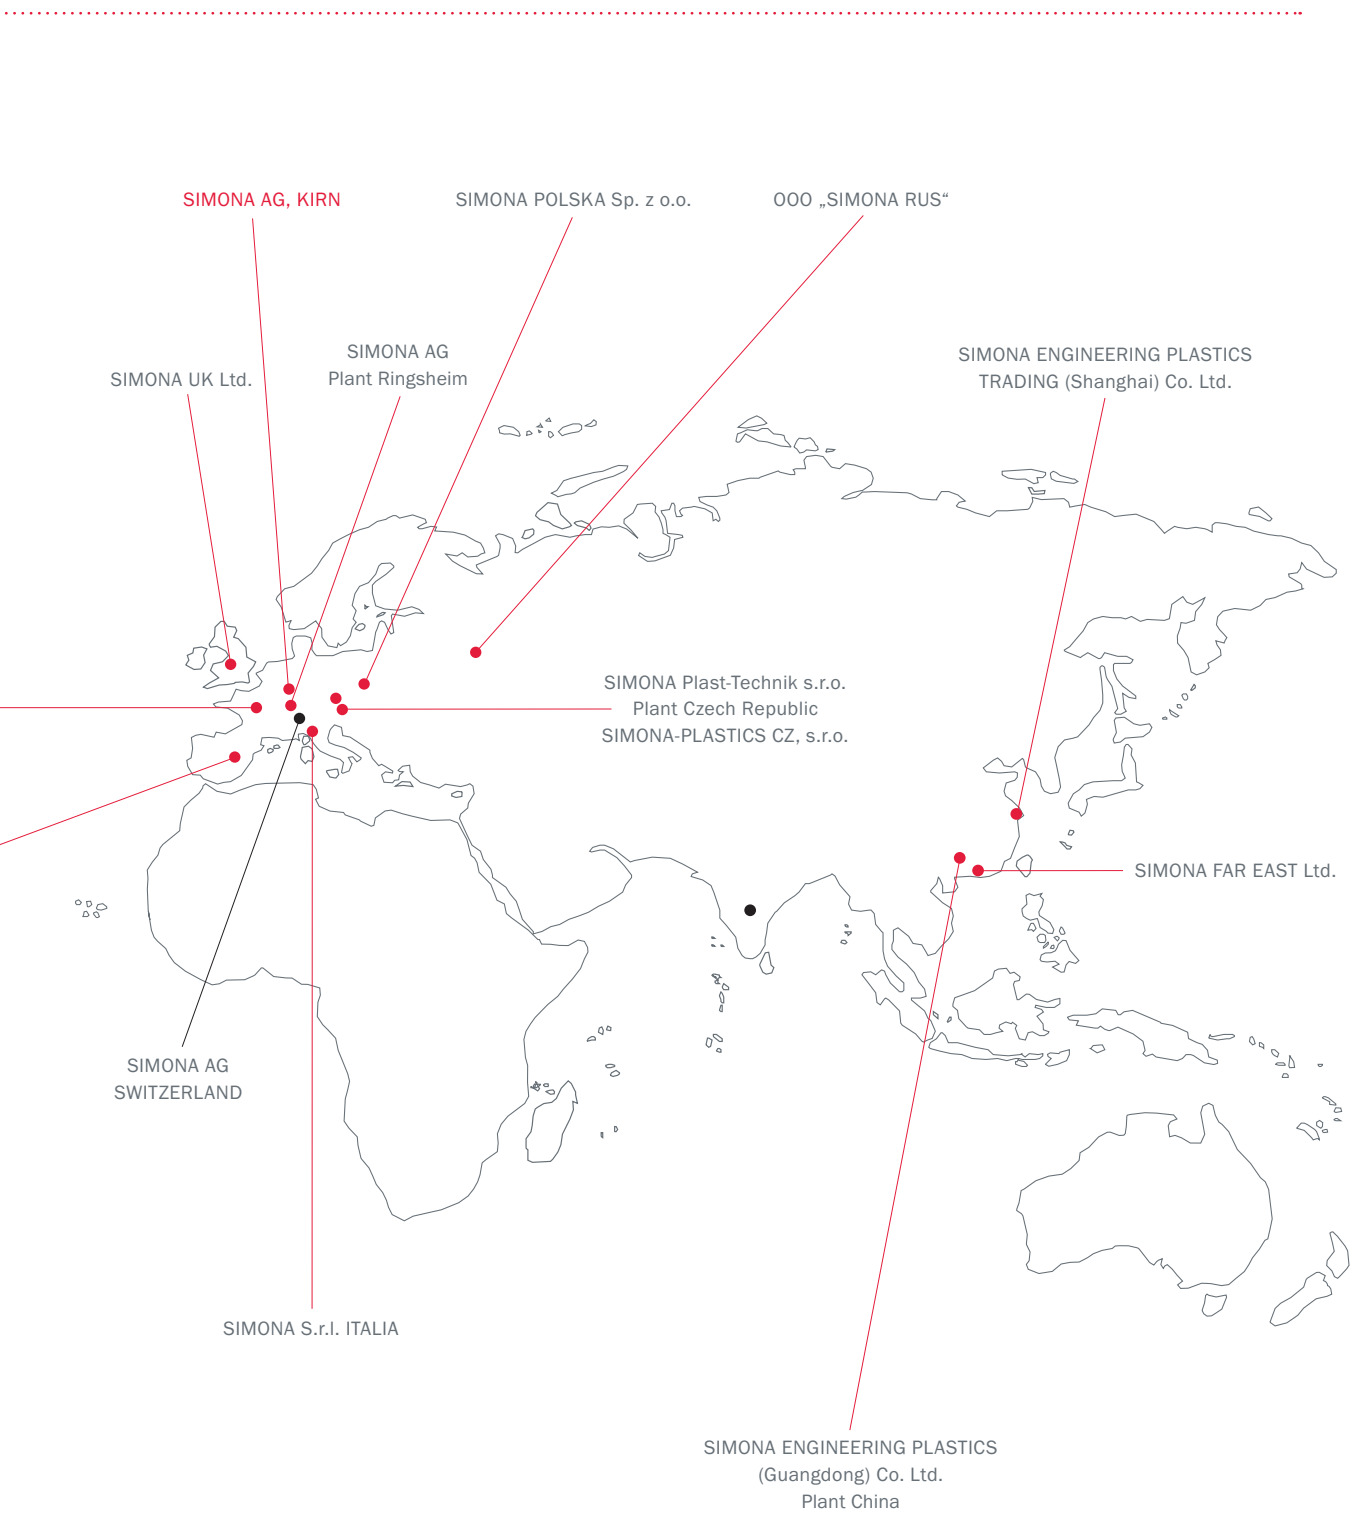 SIMONA AG, KIRN
SIMONA POLSKA Sp. z o.o.
OOO „SIMONA RUS“
SIMONA AG
Plant Ringsheim
SIMONA UK Ltd.
SIMONA ENGINEERING PLASTICS
TRADING (Shanghai) Co. Ltd.
SIMONA Plast-Technik s.r.o.
Plant Czech Republic
SIMONA-PLASTICS CZ, s.r.o.
SIMONA FAR EAST Ltd.
SIMONA AG
SWITZERLAND
SIMONA S.r.l. ITALIA
SIMONA ENGINEERING PLASTICS
(Guangdong) Co. Ltd.
Plant China